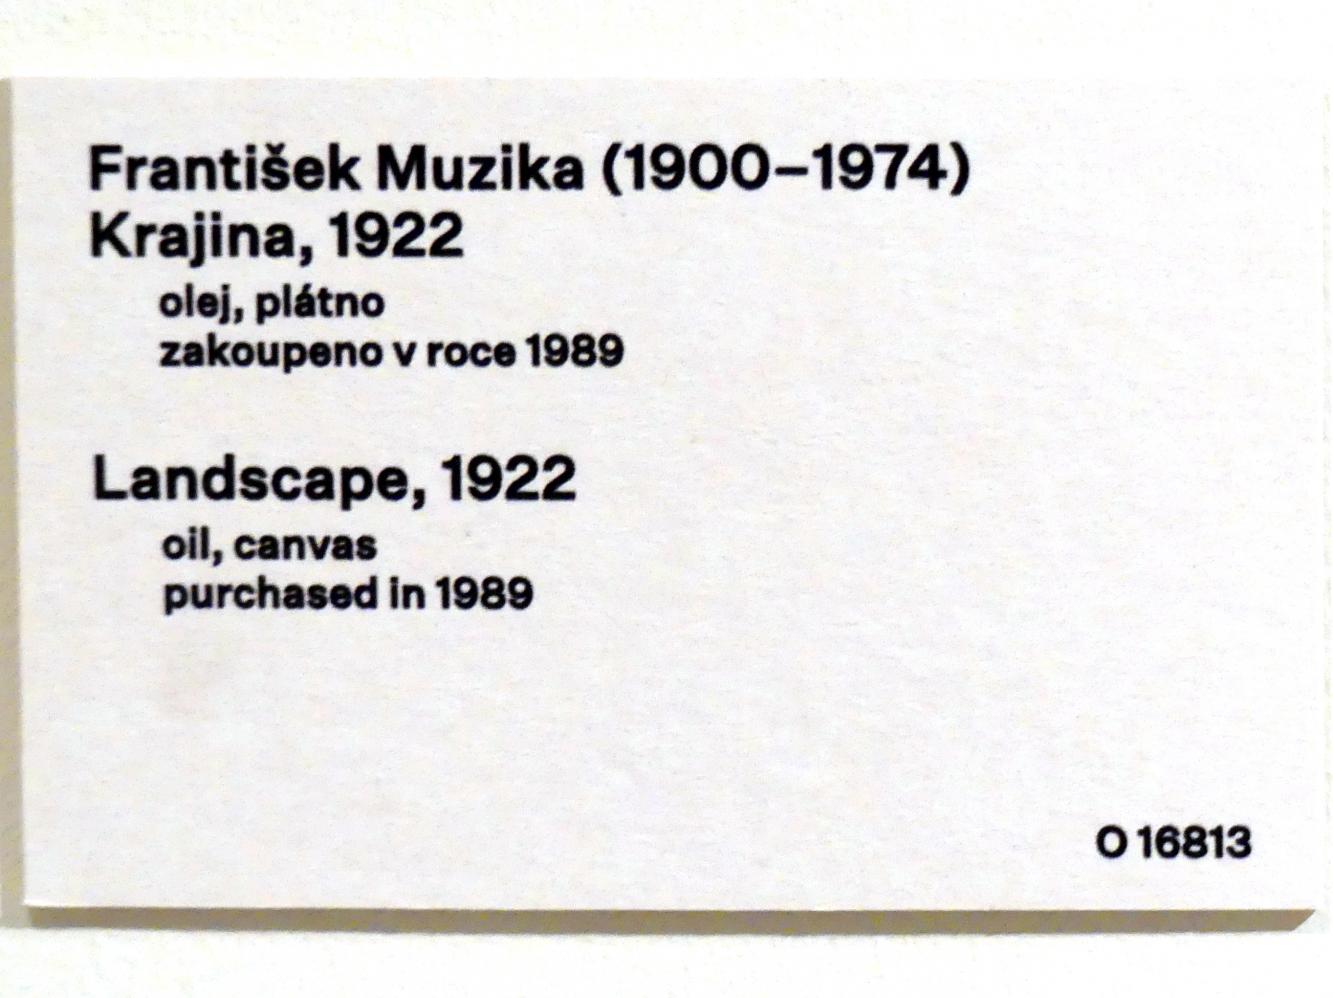 František Muzika (1900–1974)
Krajina, 1922
olej, plátno
zakoupeno v roce 1989
Landscape, 1922
oil, canvas
purchased in 1989
O 16813